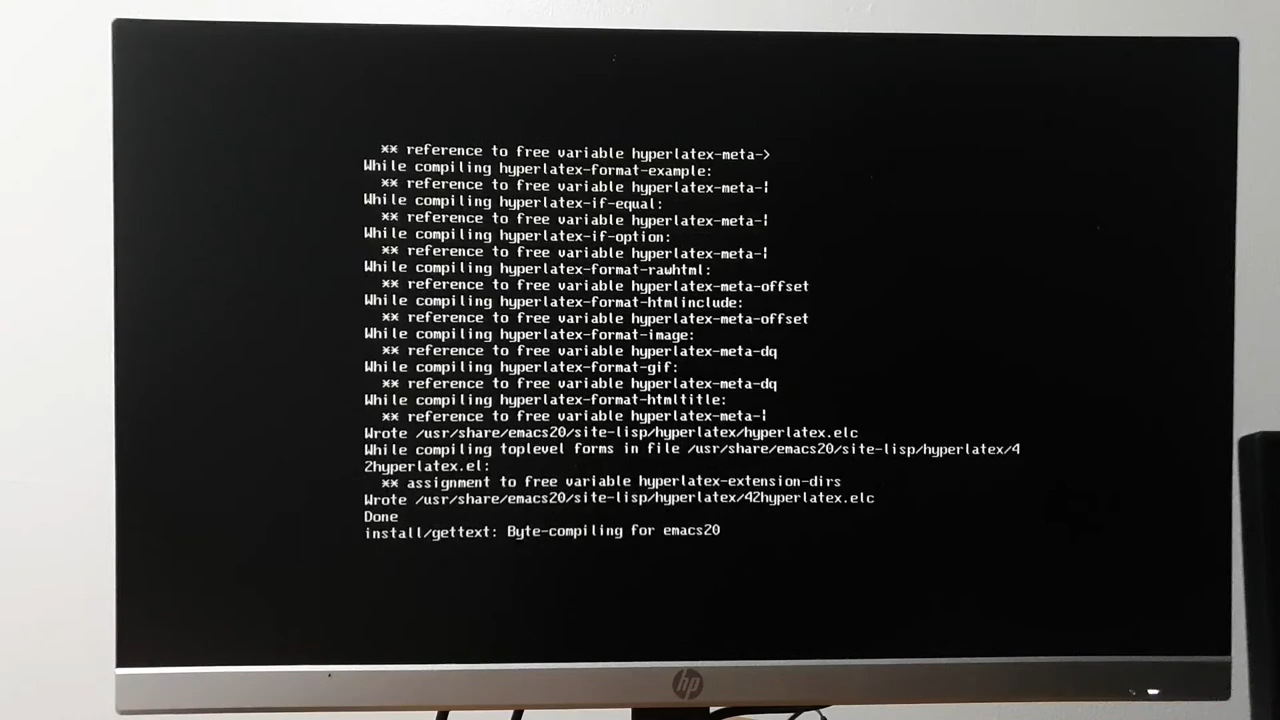 ** reference to free variable hyperlatex-meta->
While compiling hyperlatex-format-example:
** reference to free variable hyperlatex-meta-|
While compiling hyperlatex-if-equal:
** reference to free variable hyperlatex-meta-|
While compiling hyperlatex-if-option:
** reference to free variable hyperlatex-meta-|
While compiling hyperlatex-format-rawhtml:
** reference to free variable hyperlatex-meta-offset
While compiling hyperlatex-format-htmlinclude:
** reference to free variable hyperlatex-meta-offset
While compiling hyperlatex-format-image:
** reference to free variable hyperlatex-meta-dq
While compiling hyperlatex-format-gif:
** reference to free variable hyperlatex-meta-dq
While compiling hyperlatex-format-htmltitle:
** reference to free variable hyperlatex-meta-|
Wrote /usr/share/emacs20/site-lisp/hyperlatex/hyperlatex.elc
While compiling toplevel forms in file /usr/share/emacs20/site-lisp/hyperlatex/4
2hyperlatex.el:
** assignment to free variable hyperlatex-extension-dirs
Wrote /usr/share/emacs20/site-lisp/hyperlatex/42hyperlatex.elc
Done
install/gettext: Byte-compiling for emacs20
hp